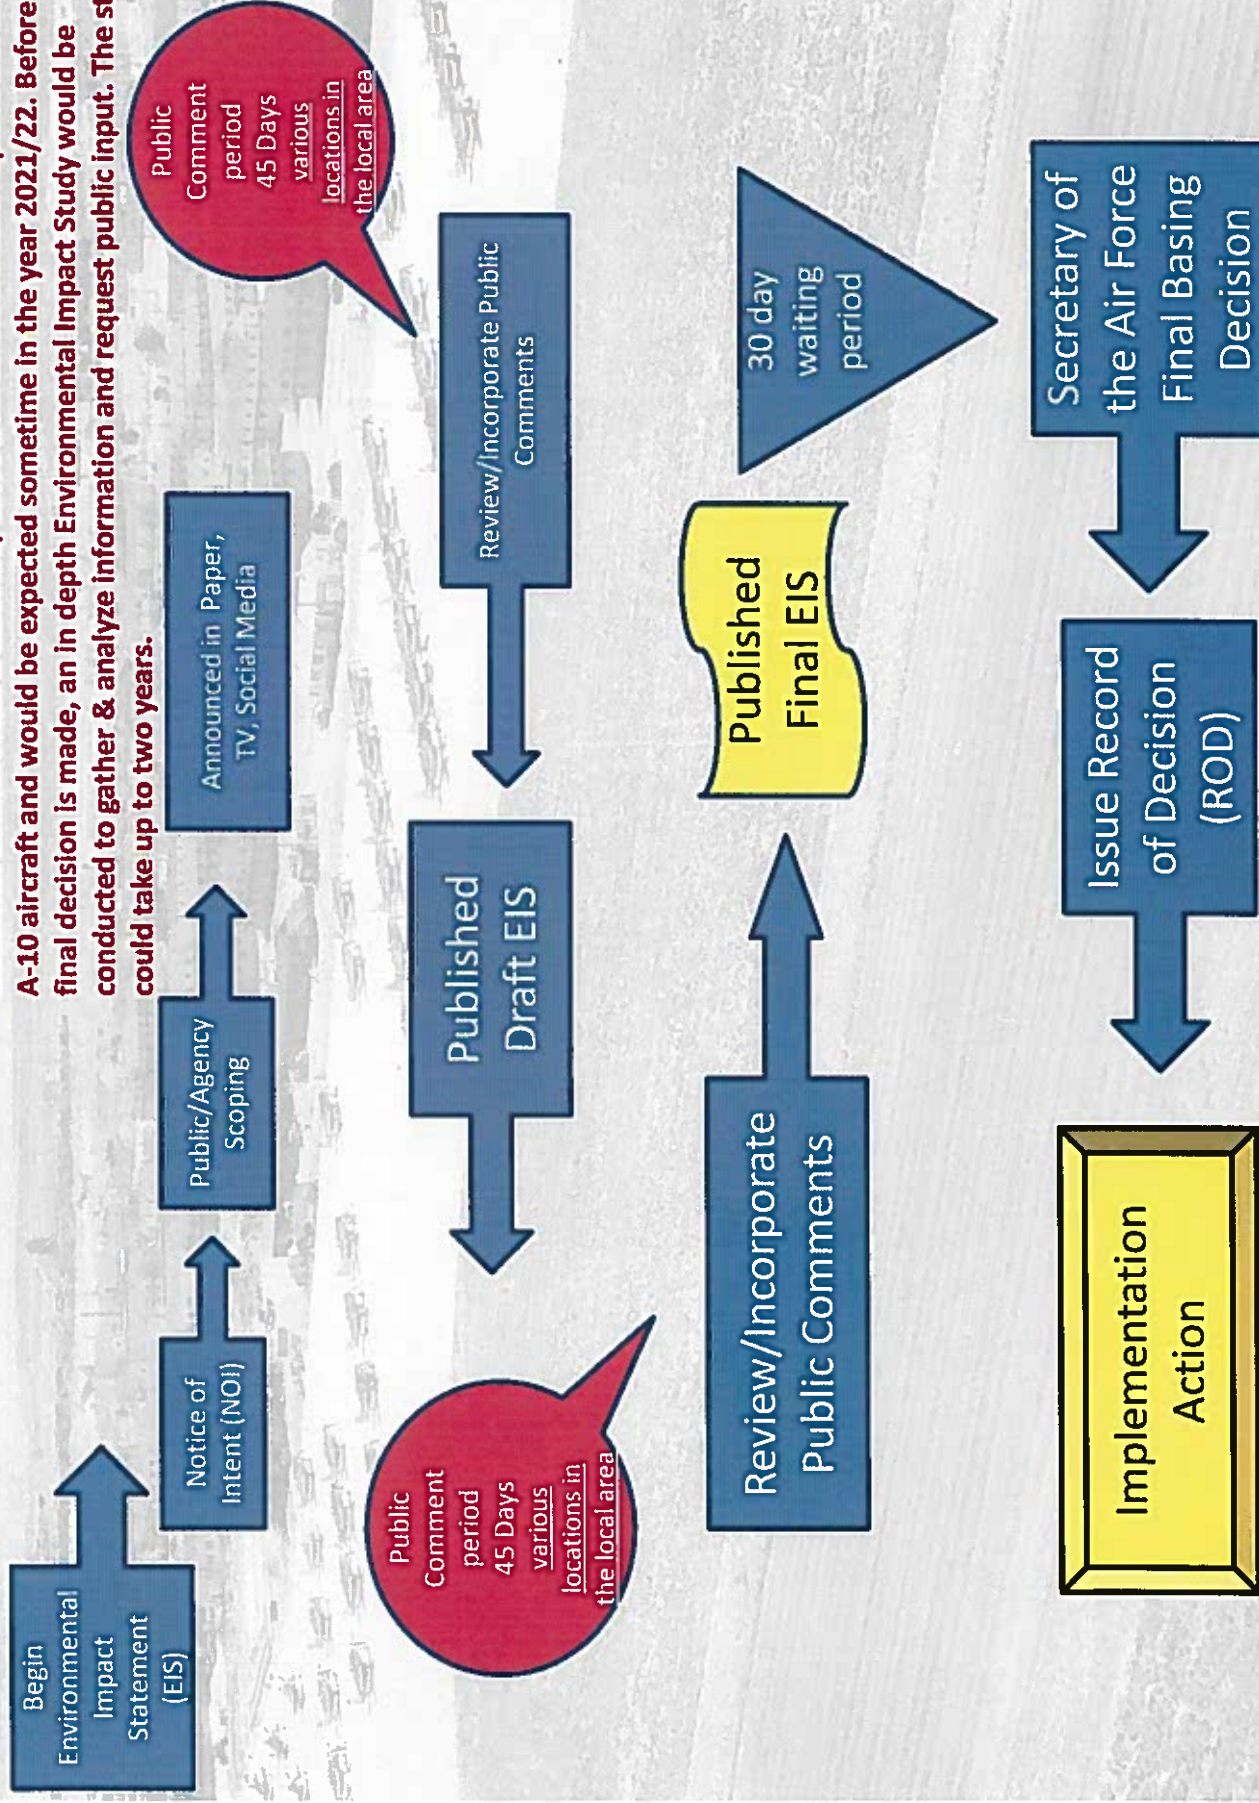 A-10 aircraft and would be expected sometime in the year 2021/22. Before
final decision is made, an in depth Environmental Impact Study would be
conducted to gather & analyze information and request public input. The st
could take up to two years.
Begin
Environmental
Impact
Statement
(EIS)
Notice of
Intent (NOI)
Public/Agency
Scoping
Announced in Paper,
TV, Social Media
Public
Comment
period
45 Days
various
locations in
the local area
Review/Incorporate Public
Comments
Published
Draft EIS
Public
Comment
period
45 Days
various
locations in
the local area
Review/Incorporate
Public Comments
Published
Final EIS
30 day
waiting
period
Secretary of
the Air Force
Final Basing
Decision
Issue Record
of Decision
(ROD)
Implementation
Action